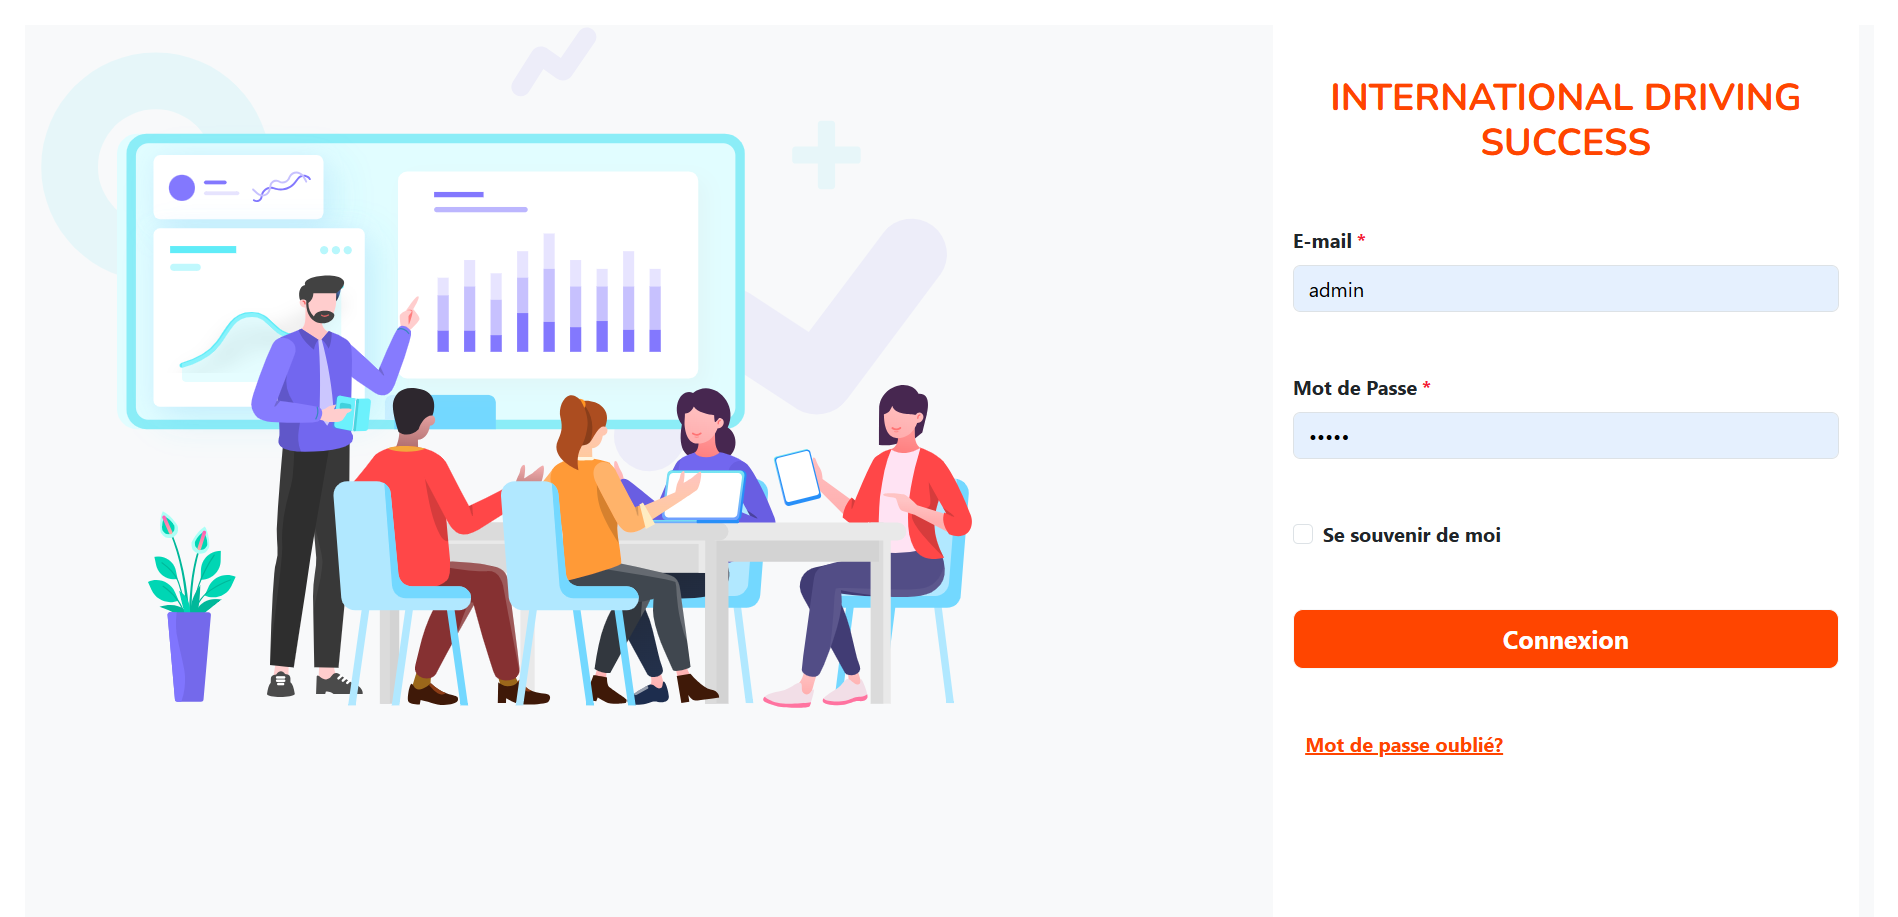 INTERNATIONAL DRIVING
SUCCESS
E-mail *
admin
Mot de Passe *
•••••
Se souvenir de moi
Connexion
Mot de passe oublié?